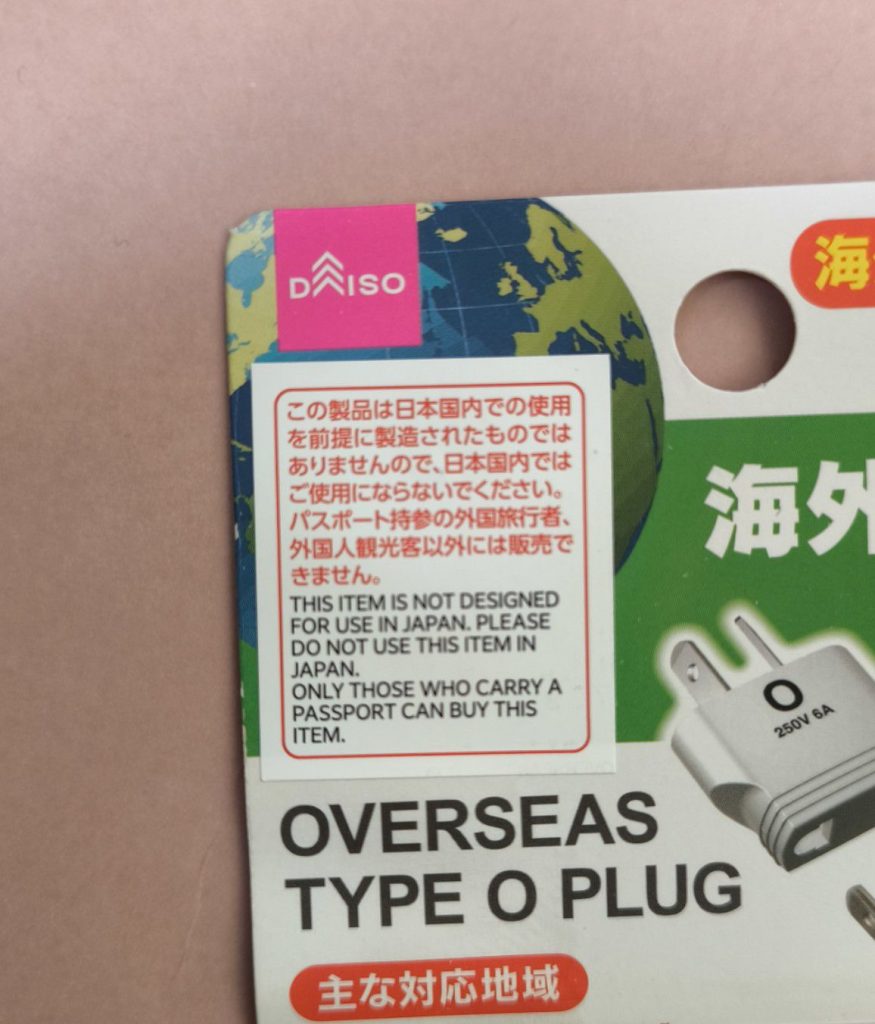 DAISO
海
この製品は日本国内での使用
を前提に製造されたものでは
ありませんので、日本国内では
ご使用にならないでください。
パスポート持参の外国旅行者、
外国人観光客以外には販売で
きません。
THIS ITEM IS NOT DESIGNED
FOR USE IN JAPAN. PLEASE
DO NOT USE THIS ITEM IN
JAPAN.
ONLY THOSE WHO CARRY A
PASSPORT CAN BUY THIS
ITEM.
海外
O
250V 6A
OVERSEAS
TYPE O PLUG
主な対応地域